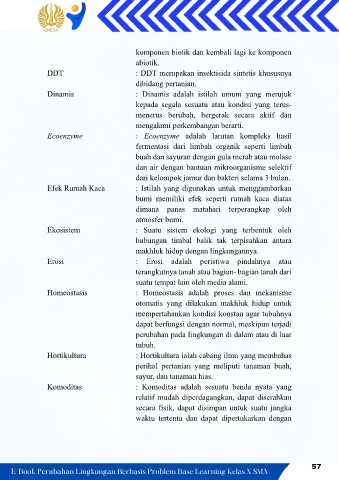 UNESA
komponen biotik dan kembali lagi ke komponen
abiotik.
DDT : DDT merupakan insektisida sintetis khususnya
dibidang pertanian.
Dinamis : Dinamis adalah istilah umum yang merujuk
kepada segala sesuatu atau kondisi yang terus-
menerus berubah, bergerak secara aktif dan
mengalami perkembangan berarti.
Ecoenzyme : Ecoenzyme adalah larutan kompleks hasil
fermentasi dari limbah organik seperti limbah
buah dan sayuran dengan gula merah atau molase
dan air dengan bantuan mikroorganisme selektif
dari kelompok jamur dan bakteri selama 3 bulan.
Efek Rumah Kaca : Istilah yang digunakan untuk menggambarkan
bumi memiliki efek seperti rumah kaca diatas
dimana panas matahari terperangkap oleh
atmosfer bumi.
Ekosistem : Suatu sistem ekologi yang terbentuk oleh
hubungan timbal balik tak terpisahkan antara
makhluk hidup dengan lingkungannya.
Erosi : Erosi adalah peristiwa pindahnya atau
terangkutnya tanah atau bagian- bagian tanah dari
suatu tempat lain oleh media alami.
Homeostasis : Homeostasis adalah proses dan mekanisme
otomatis yang dilakukan makhluk hidup untuk
mempertahankan kondisi konstan agar tubuhnya
dapat berfungsi dengan normal, meskipun terjadi
perubahan pada lingkungan di dalam atau di luar
tubuh.
Hortikultura : Hortikultura ialah cabang ilmu yang membahas
perihal pertanian yang meliputi tanaman buah,
sayur, dan tanaman hias.
Komoditas : Komoditas adalah sesuatu benda nyata yang
relatif mudah diperdagangkan, dapat diserahkan
secara fisik, dapat disimpan untuk suatu jangka
waktu tertentu dan dapat dipertukarkan dengan
E-Book Perubahan Lingkungan Berbasis Problem Base Learning Kelas X SMA 57